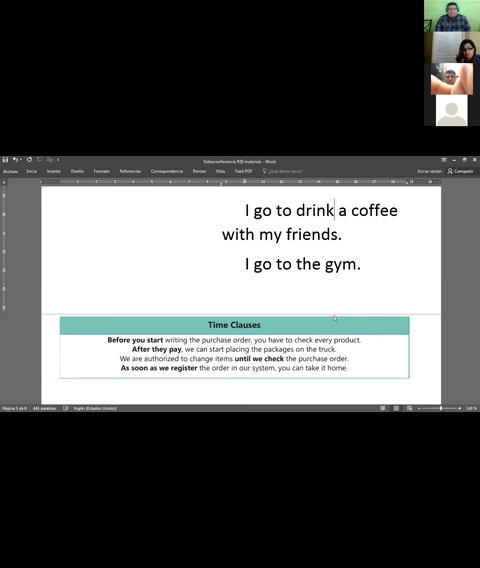 Videoconferencia R20 materials - Word
Archivo Inicio Insertar Diseño Formato Referencias Correspondencia Revisar Vista Foxit PDF ¿Qué desea hacer? Iniciar sesión Compartir
I go to drink a coffee
with my friends.
I go to the gym.
Time Clauses
Before you start writing the purchase order, you have to check every product.
After they pay, we can start placing the packages on the truck.
We are authorized to change items until we check the purchase order.
As soon as we register the order in our system, you can take it home.
Página 5 de 8 441 palabras Inglés (Estados Unidos) 140 %